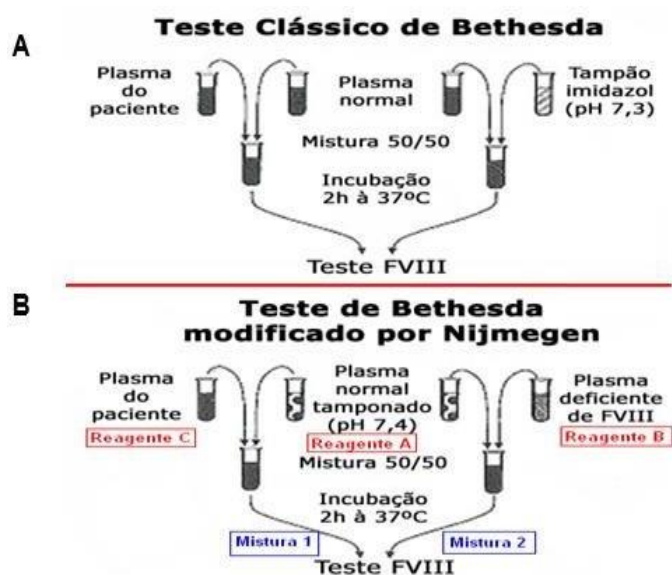 A
Teste Clássico de Bethesda
Plasma
do
paciente
Plasma
normal
Tampão
imidazol
(pH 7,3)
Mistura 50/50
Incubação
2h à 37ºC
Teste FVIII
B
Teste de Bethesda
modificado por Nijmegen
Plasma
do
paciente
Reagente C
Plasma
normal
tamponado
(pH 7,4)
Reagente A
Plasma
deficiente
de FVIII
Reagente B
Mistura 50/50
Incubação
2h à 37ºC
Mistura 1
Mistura 2
Teste FVIII